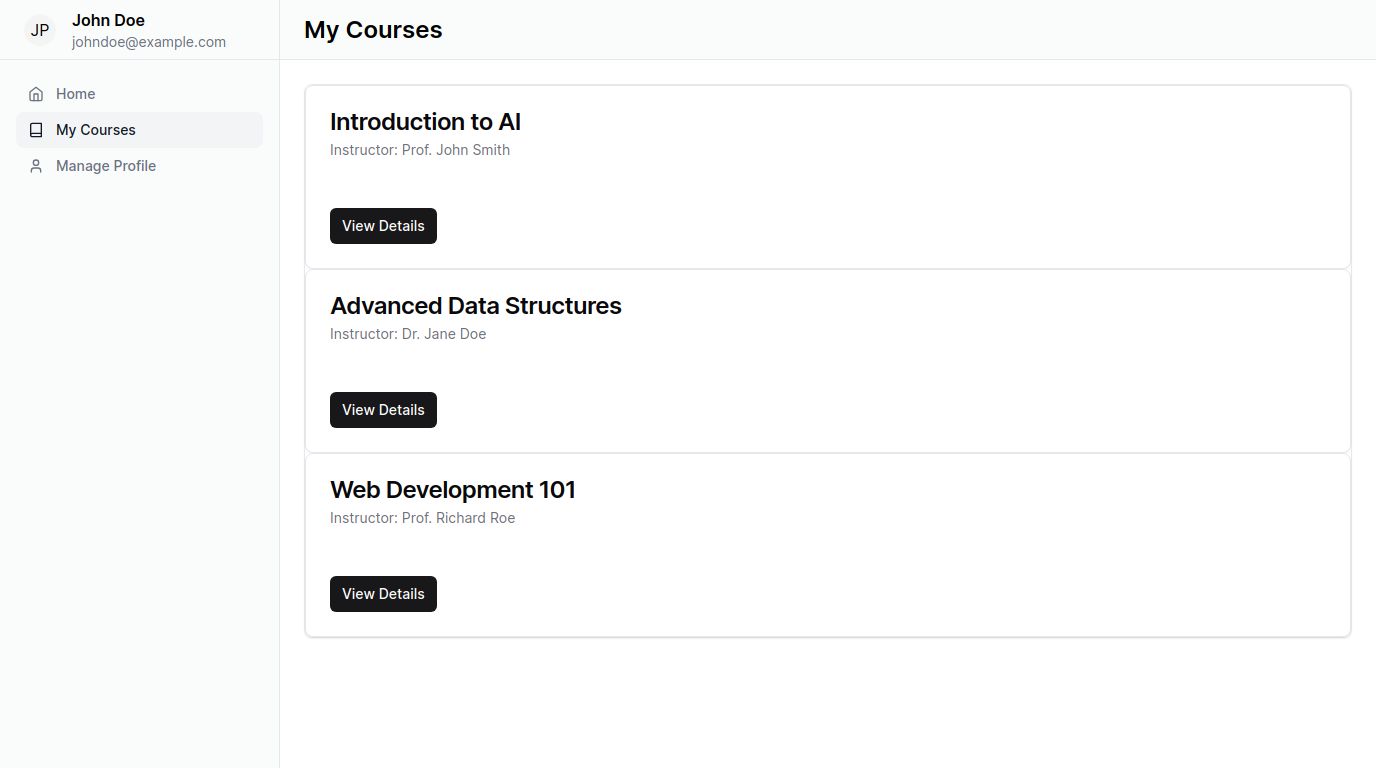 JP
John Doe
johndoe@example.com
Home
My Courses
Manage Profile
My Courses
Introduction to AI
Instructor: Prof. John Smith
View Details
Advanced Data Structures
Instructor: Dr. Jane Doe
View Details
Web Development 101
Instructor: Prof. Richard Roe
View Details